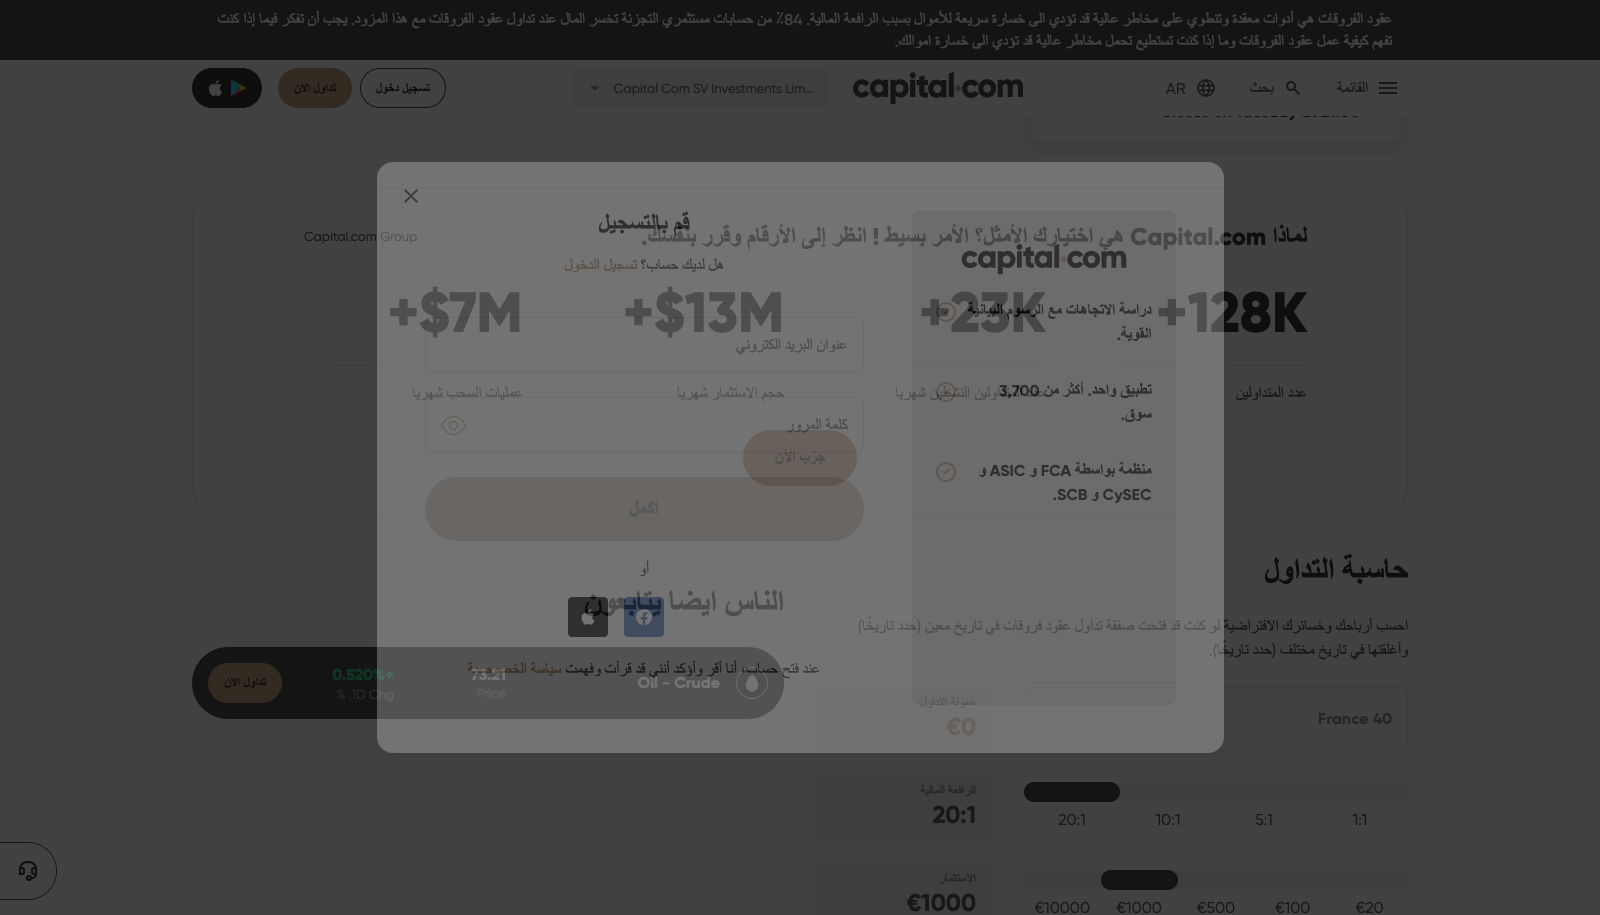 عقود الفروقات هي أدوات معقدة وتنطوي على مخاطر عالية قد تؤدي الى خسارة سريعة للأموال بسبب الرافعة المالية. 84٪ من حسابات مستثمري التجزئة تخسر المال عند تداول عقود الفروقات مع هذا المزود. يجب أن تفكر فيما إذا كنت
تفهم كيفية عمل عقود الفروقات وما إذا كنت تستطيع تحمل مخاطر عالية قد تؤدي الى خسارة اموالك.
القائمة
بحث
AR
capital.com
Capital Com SV Investments Lim...
تسجيل دخول
تداول الان
لماذا Capital.com هي اختيارك الأمثل؟ الأمر بسيط ! انظر إلى الأرقام وقرر بنفسك.
Capital.com Group
+128K
+23K
+$13M
+$7M
عدد المتداولين
حجم الاستثمار شهريا
عمليات السحب شهريا
جرّب الآن
قم بالتسجيل
هل لديك حساب؟ تسجيل الدخول
عنوان البريد الكتروني
كلمة المرور
اكمل
أو
عند فتح حساب، أنا أقر وأؤكد أنني قد قرأت وفهمت سياسة الخصوصية
capital.com
دراسة الاتجاهات مع الرسوم البيانية
القوية.
تطبيق واحد. أكثر من 3,700
سوق.
منظمة بواسطة FCA و ASIC و
CySEC و SCB.
حاسبة التداول
احسب أرباحك وخسائرك الافتراضية لو كنت قد فتحت صفقة تداول عقود فروقات في تاريخ معين (حدد تاريخًا)
وأغلقتها في تاريخ مختلف (حدد تاريخًا).
الناس ايضا يتابعون
Oil - Crude
73.21
Price
0.520%+
% ,1D Chg
تداول الان
France 40
عمولة التداول
€0
الرافعة المالية
20:1
1:1
5:1
10:1
20:1
الاستثمار
€1000
€20
€100
€500
€1000
€10000